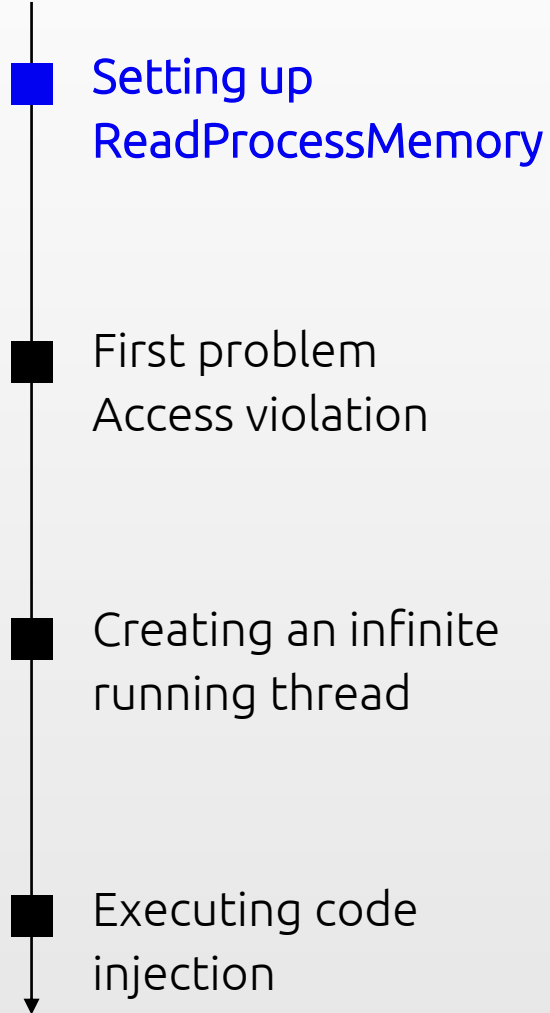 Setting up
ReadProcessMemory
First problem
Access violation
Creating an infinite
running thread
Executing code
injection